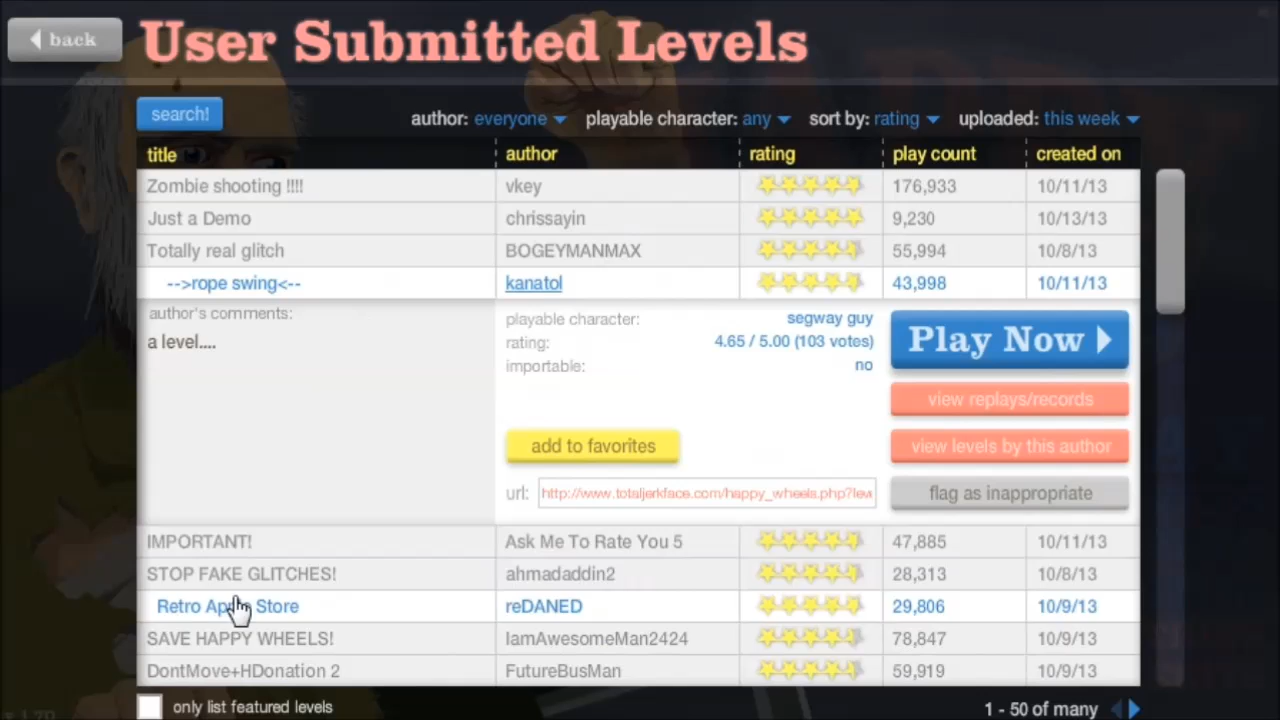 back
User Submitted Levels
search!
author: everyone playable character: any sort by: rating uploaded: this week
title author rating play count created on
Zombie shooting !!!! vkey 176,933 10/11/13
Just a Demo chrissayin 9,230 10/13/13
Totally real glitch BOGEYMANMAX 55,994 10/8/13
-->rope swing<-- kanatol 43,998 10/11/13
author's comments:
a level....
playable character: segway guy
rating: 4.65 / 5.00 (103 votes)
importable: no
Play Now
view replays/records
add to favorites
view levels by this author
url: http://www.totaljerkface.com/happy_wheels.php?lev
flag as inappropriate
IMPORTANT! Ask Me To Rate You 5 47,885 10/11/13
STOP FAKE GLITCHES! ahmadaddin2 28,313 10/8/13
Retro Store reDANED 29,806 10/9/13
SAVE HAPPY WHEELS! IamAwesomeMan2424 78,847 10/9/13
DontMove+HDonation 2 FutureBusMan 59,919 10/9/13
only list featured levels
1 - 50 of many